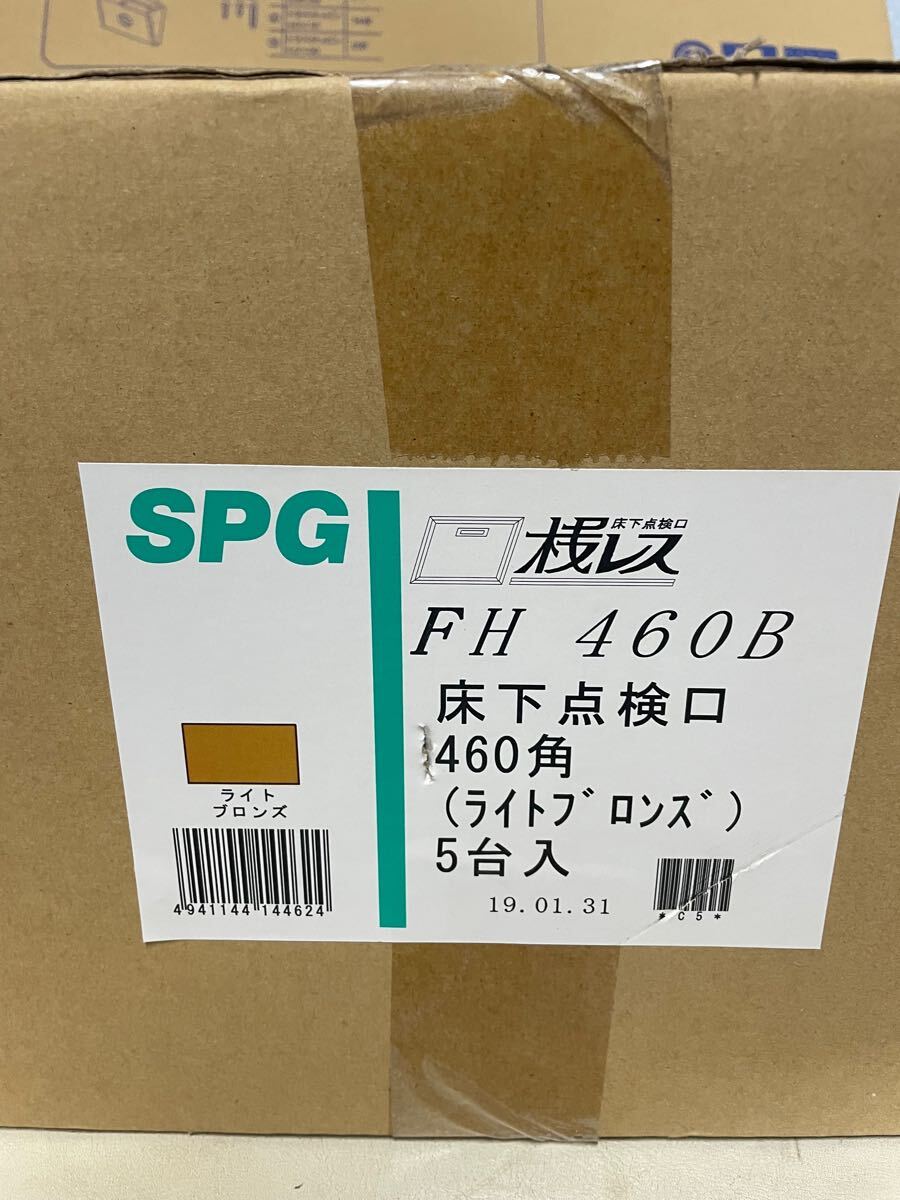 SPG
床下点検口
桟レス
FH 460B
床下点検口
460角
(ライトブロンズ)
5台入
19.01.31
*C5*
ライト
ブロンズ
4941144 144624